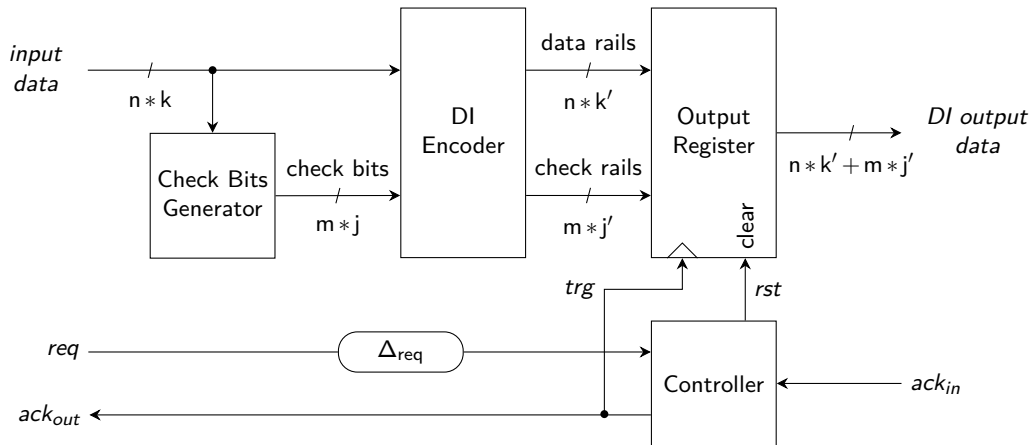 input
data
n ∗ k
Check Bits
Generator
check bits
m ∗ j
DI
Encoder
data rails
n ∗ k′
check rails
m ∗ j′
Output
Register
clear
DI output
data
n ∗ k′ + m ∗ j′
trg
rst
req
Δreq
Controller
ackin
ackout